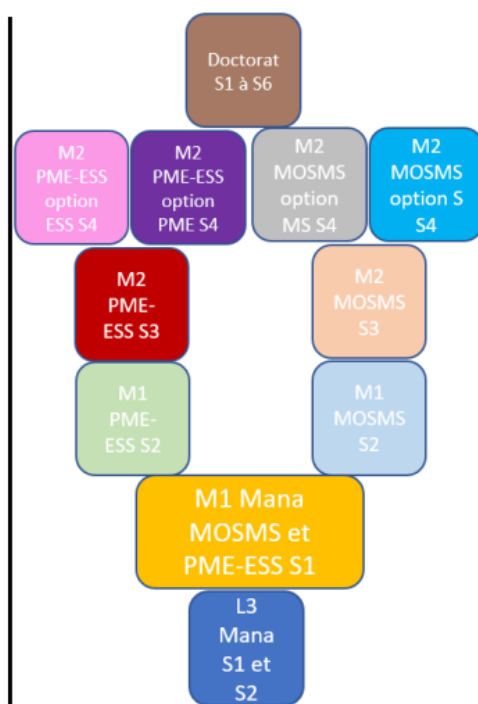 Doctorat
S1 à S6
M2
PME-ESS
option
ESS S4
M2
PME-ESS
option
PME S4
M2
MOSMS
option
MS S4
M2
MOSMS
option S
S4
M2
PME-
ESS S3
M2
MOSMS
S3
M1
PME-
ESS S2
M1
MOSMS
S2
M1 Mana
MOSMS et
PME-ESS S1
L3
Mana
S1 et
S2